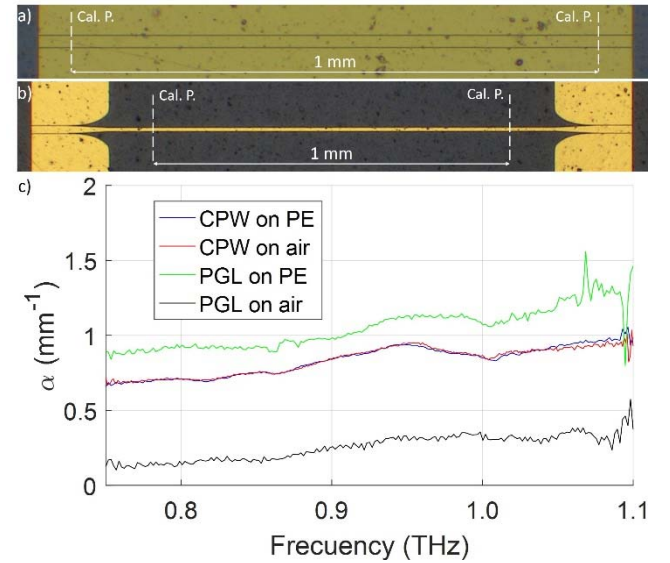 a)
Cal. P.
Cal. P.
1 mm
b)
Cal. P.
Cal. P.
1 mm
c)
2
1.5
1
0.5
0
α (mm⁻¹)
CPW on PE
CPW on air
PGL on PE
PGL on air
0.8
0.9
1.0
1.1
Frecuency (THz)